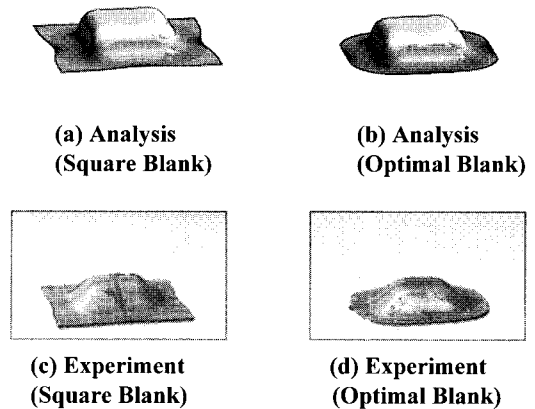 (a) Analysis
(Square Blank)
(b) Analysis
(Optimal Blank)
(c) Experiment
(Square Blank)
(d) Experiment
(Optimal Blank)